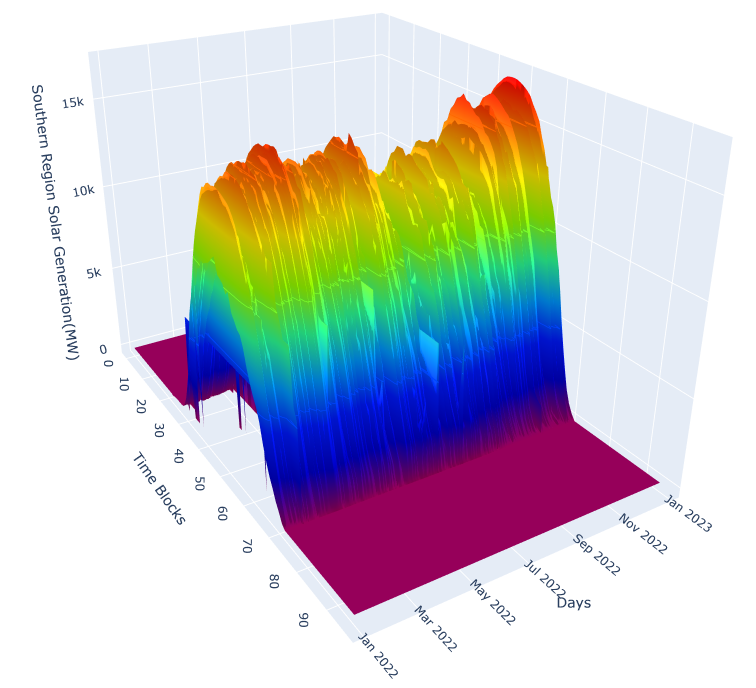 15k
10k
5k
0
Southern Region Solar Generation(MW)
0
10
20
30
40
50
60
70
80
90
Time Blocks
Jan 2022
Mar 2022
May 2022
Jul 2022
Sep 2022
Nov 2022
Jan 2023
Days